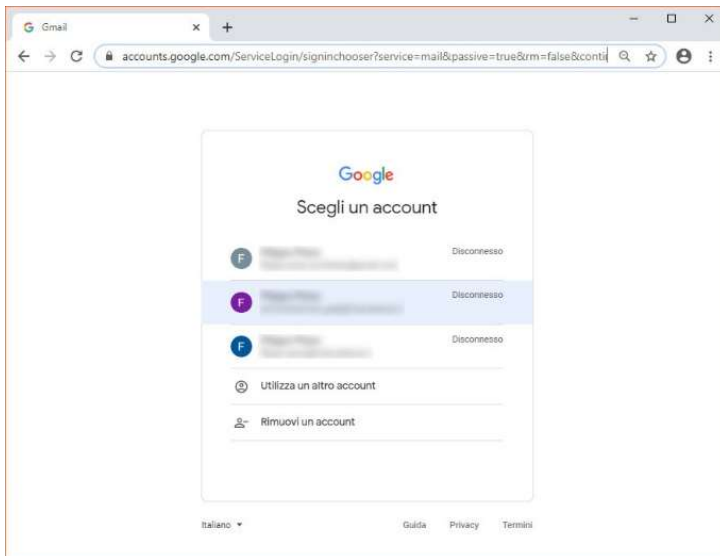 Gmail
accounts.google.com/ServiceLogin/signinchooser?service=mail&passive=true&rm=false&conti
Google
Scegli un account
F
Disconnesso
F
Disconnesso
F
Disconnesso
Utilizza un altro account
Rimuovi un account
Italiano
Guida Privacy Termini